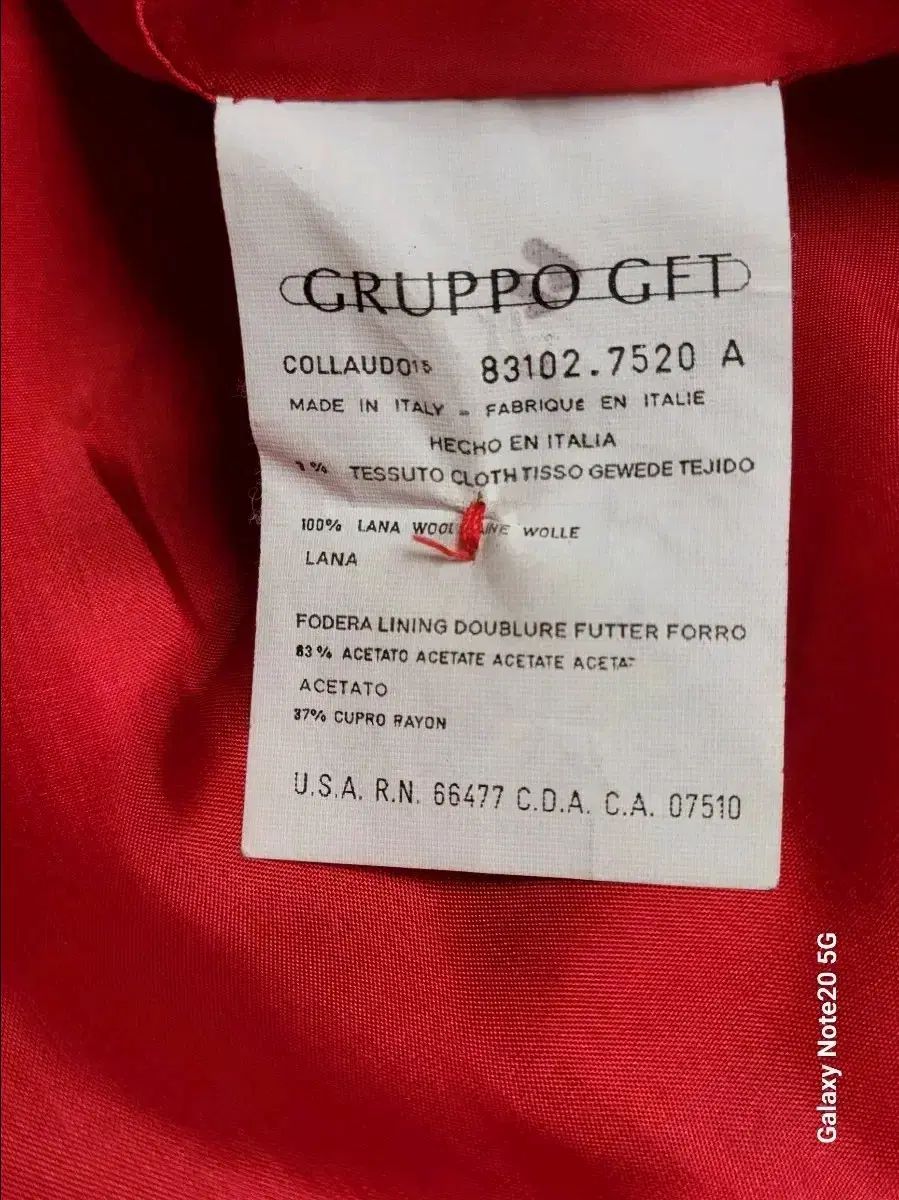 GRUPPO GFT
COLLAUDO 15 83102.7520 A
MADE IN ITALY - FABRIQUé EN ITALIE
HECHO EN ITALIA
% TESSUTO CLOTH TISSO GEWEDE TEJIDO
100% LANA WOOL WOLLE
LANA
FODERA LINING DOUBLURE FUTTER FORRO
63% ACETATO ACETATE ACETATE
ACETATO
37% CUPRO RAYON
U.S.A. R.N. 66477 C.D.A. C.A. 07510
Galaxy Note20 5G